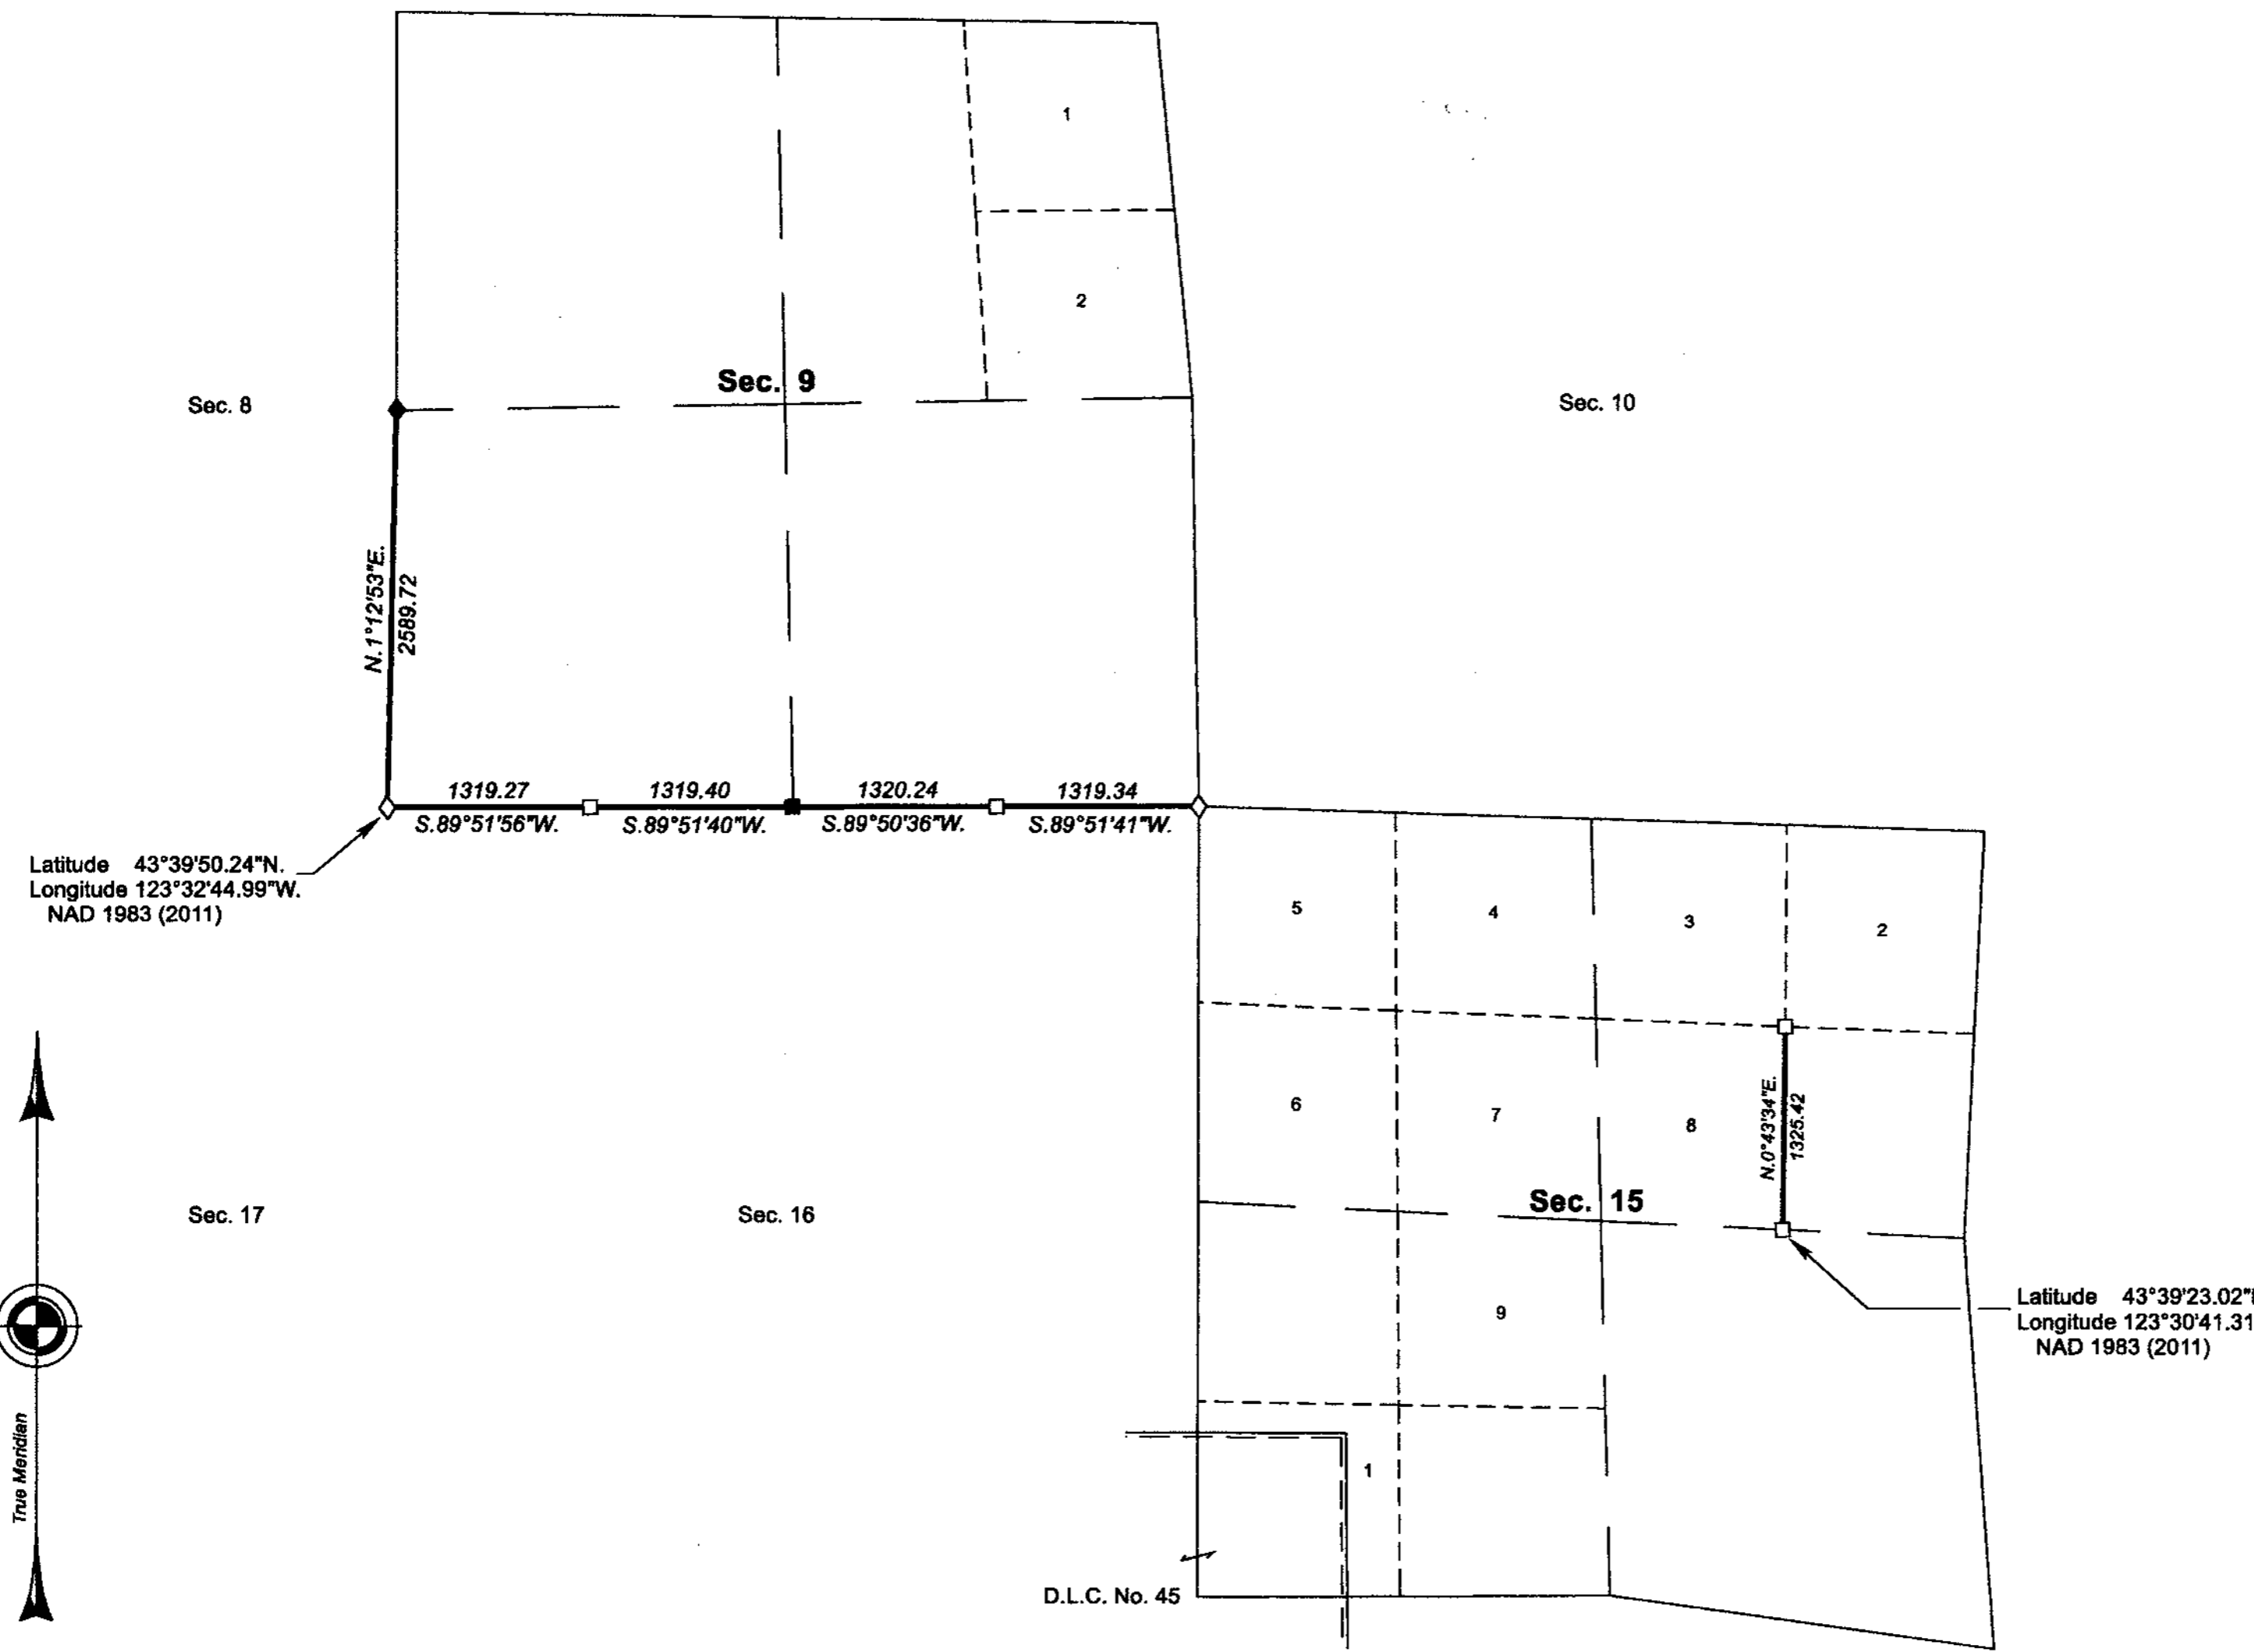 1
2
Sec. 9
Sec. 8
Sec. 10
N.1°12'53"E.
2589.72
1319.27
1319.40
1320.24
1319.34
S.89°51'56"W.
S.89°51'40"W.
S.89°50'36"W.
S.89°51'41"W.
Latitude 43°39'50.24"N.
Longitude 123°32'44.99"W.
NAD 1983 (2011)
5
4
3
2
6
7
8
N.0°43'34"E.
1325.42
Sec. 15
Sec. 17
Sec. 16
9
Latitude 43°39'23.02"
Longitude 123°30'41.31
NAD 1983 (2011)
True Meridian
1
D.L.C. No. 45